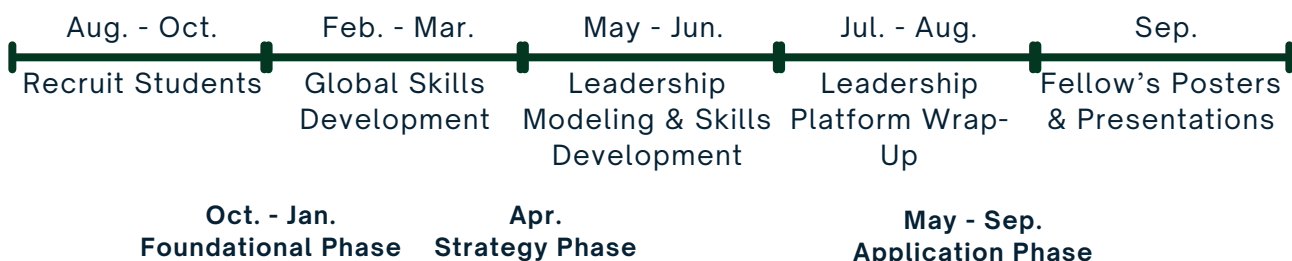 Aug. - Oct.
Feb. - Mar.
May - Jun.
Jul. - Aug.
Sep.
Recruit Students
Global Skills
Development
Leadership
Modeling & Skills
Development
Leadership
Platform Wrap-
Up
Fellow’s Posters
& Presentations
Oct. - Jan.
Foundational Phase
Apr.
Strategy Phase
May - Sep.
Application Phase